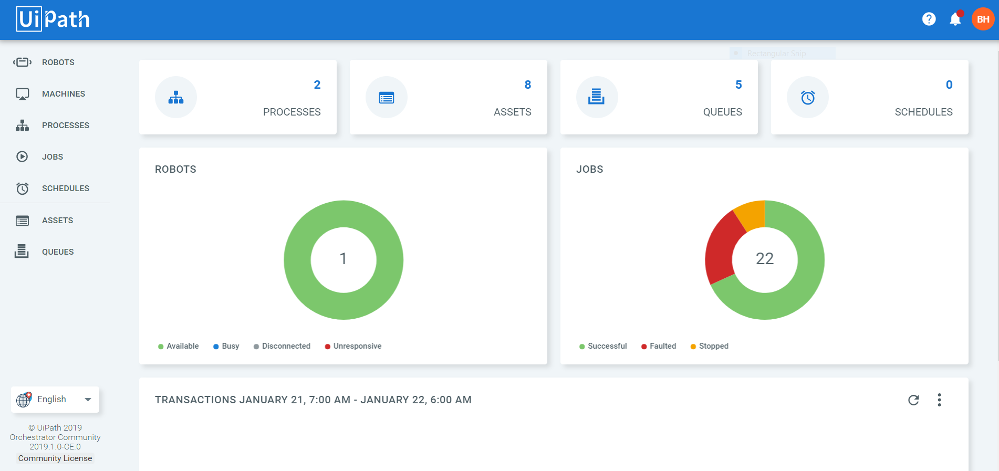 UiPath
?
BH
ROBOTS
MACHINES
PROCESSES
JOBS
SCHEDULES
ASSETS
QUEUES
Rectangular Snip
2
PROCESSES
8
ASSETS
5
QUEUES
0
SCHEDULES
ROBOTS
1
Available Busy Disconnected Unresponsive
JOBS
22
Successful Faulted Stopped
TRANSACTIONS JANUARY 21, 7:00 AM - JANUARY 22, 6:00 AM
English
© UiPath 2019
Orchestrator Community
2019.1.0-CE.0
Community License